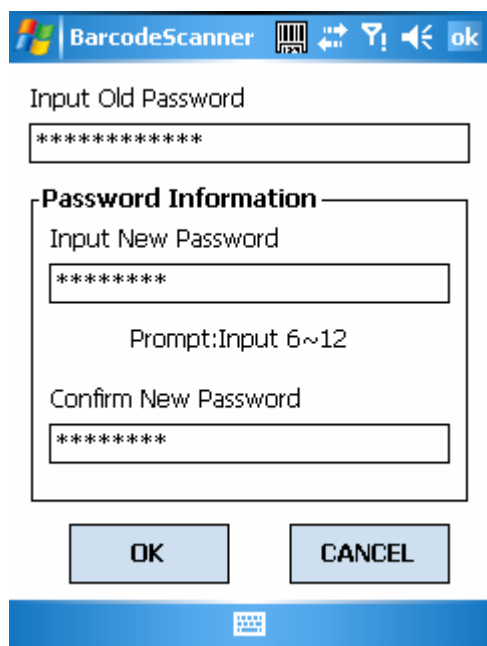 BarcodeScanner ok
Input Old Password
************
Password Information
Input New Password
********
Prompt:Input 6~12
Confirm New Password
********
OK CANCEL